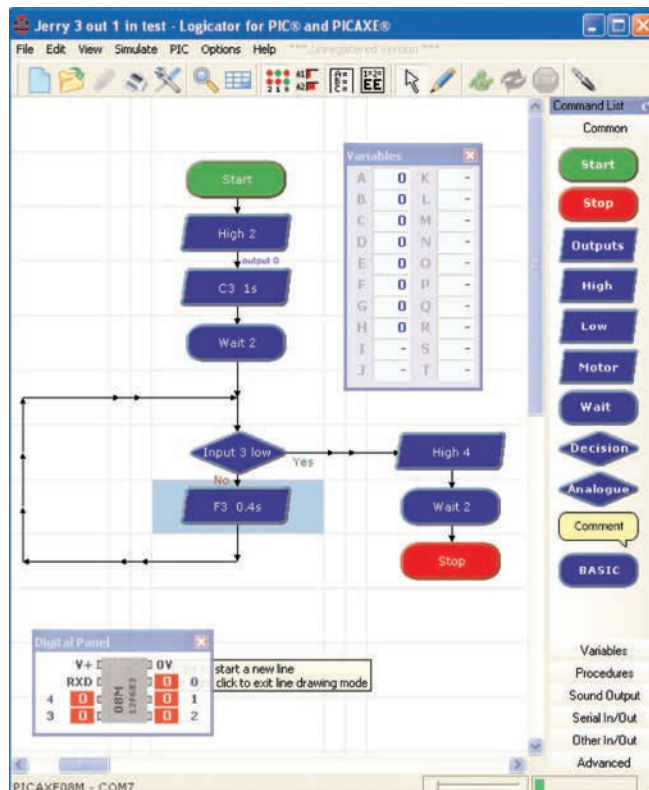 Jerry 3 out 1 in test - Logicator for PIC® and PICAXE®
File Edit View Simulate PIC Options Help *** Unregistered Version ***
Command List
Common
Start
Stop
Outputs
High
Low
Motor
Wait
Decision
Analogue
Comment
BASIC
Variables
Procedures
Sound Output
Serial In/Out
Other In/Out
Advanced
Start
High 2
output 0
C3 1s
Wait 2
Input 3 low
Yes
No
F3 0.4s
High 4
Wait 2
Stop
Variables
A 0 K -
B 0 L -
C 0 M -
D 0 N -
E 0 O -
F 0 P -
G 0 Q -
H 0 R -
I - S -
J - T -
Digital Panel
V+ 0V
RXD 0 0
4 0 0 1
3 0 0 2
08M
12F683
start a new line
click to exit line drawing mode
PICAXE08M - COM7